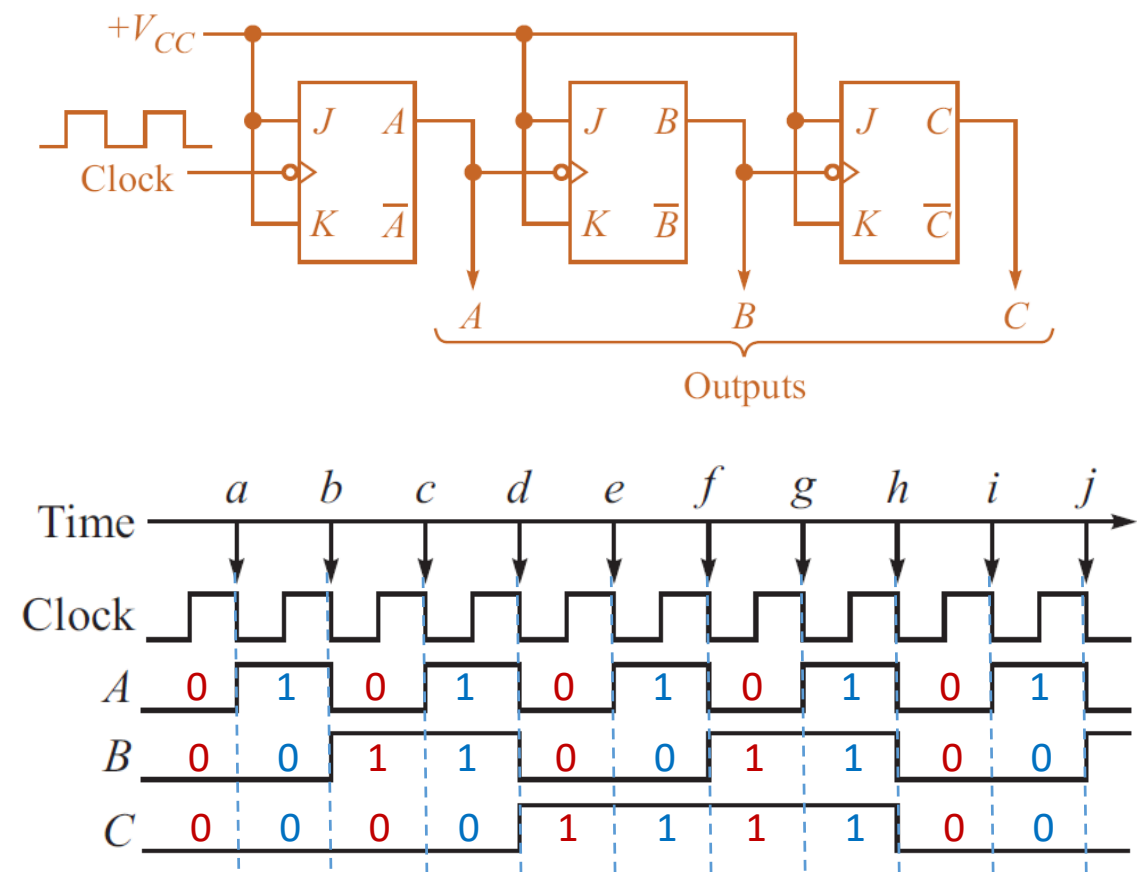 +V_CC
J A J B J C
Clock
K A̅ K B̅ K C̅
A B C
Outputs
a b c d e f g h i j
Time
Clock
A 0 1 0 1 0 1 0 1 0 1
B 0 0 1 1 0 0 1 1 0 0
C 0 0 0 0 1 1 1 1 0 0